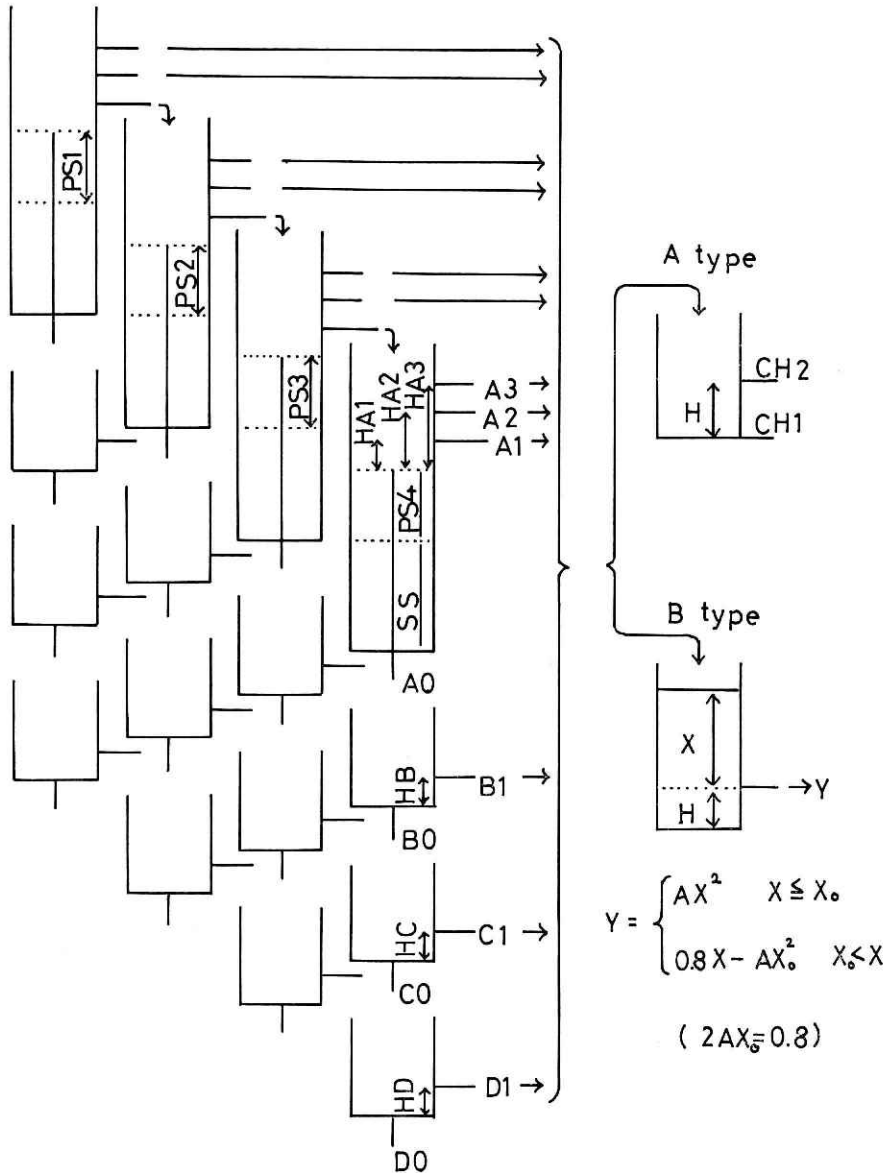 PS1
PS2
PS3
HA1
HA2
HA3
PS4
SS
A3
A2
A1
A0
HB
B1
B0
HC
C1
C0
HD
D1
D0
A type
CH2
H
CH1
B type
X
Y
H
Y = { AX² X ≦ X₀
0.8X − AX₀² X₀ < X
( 2AX₀ = 0.8 )